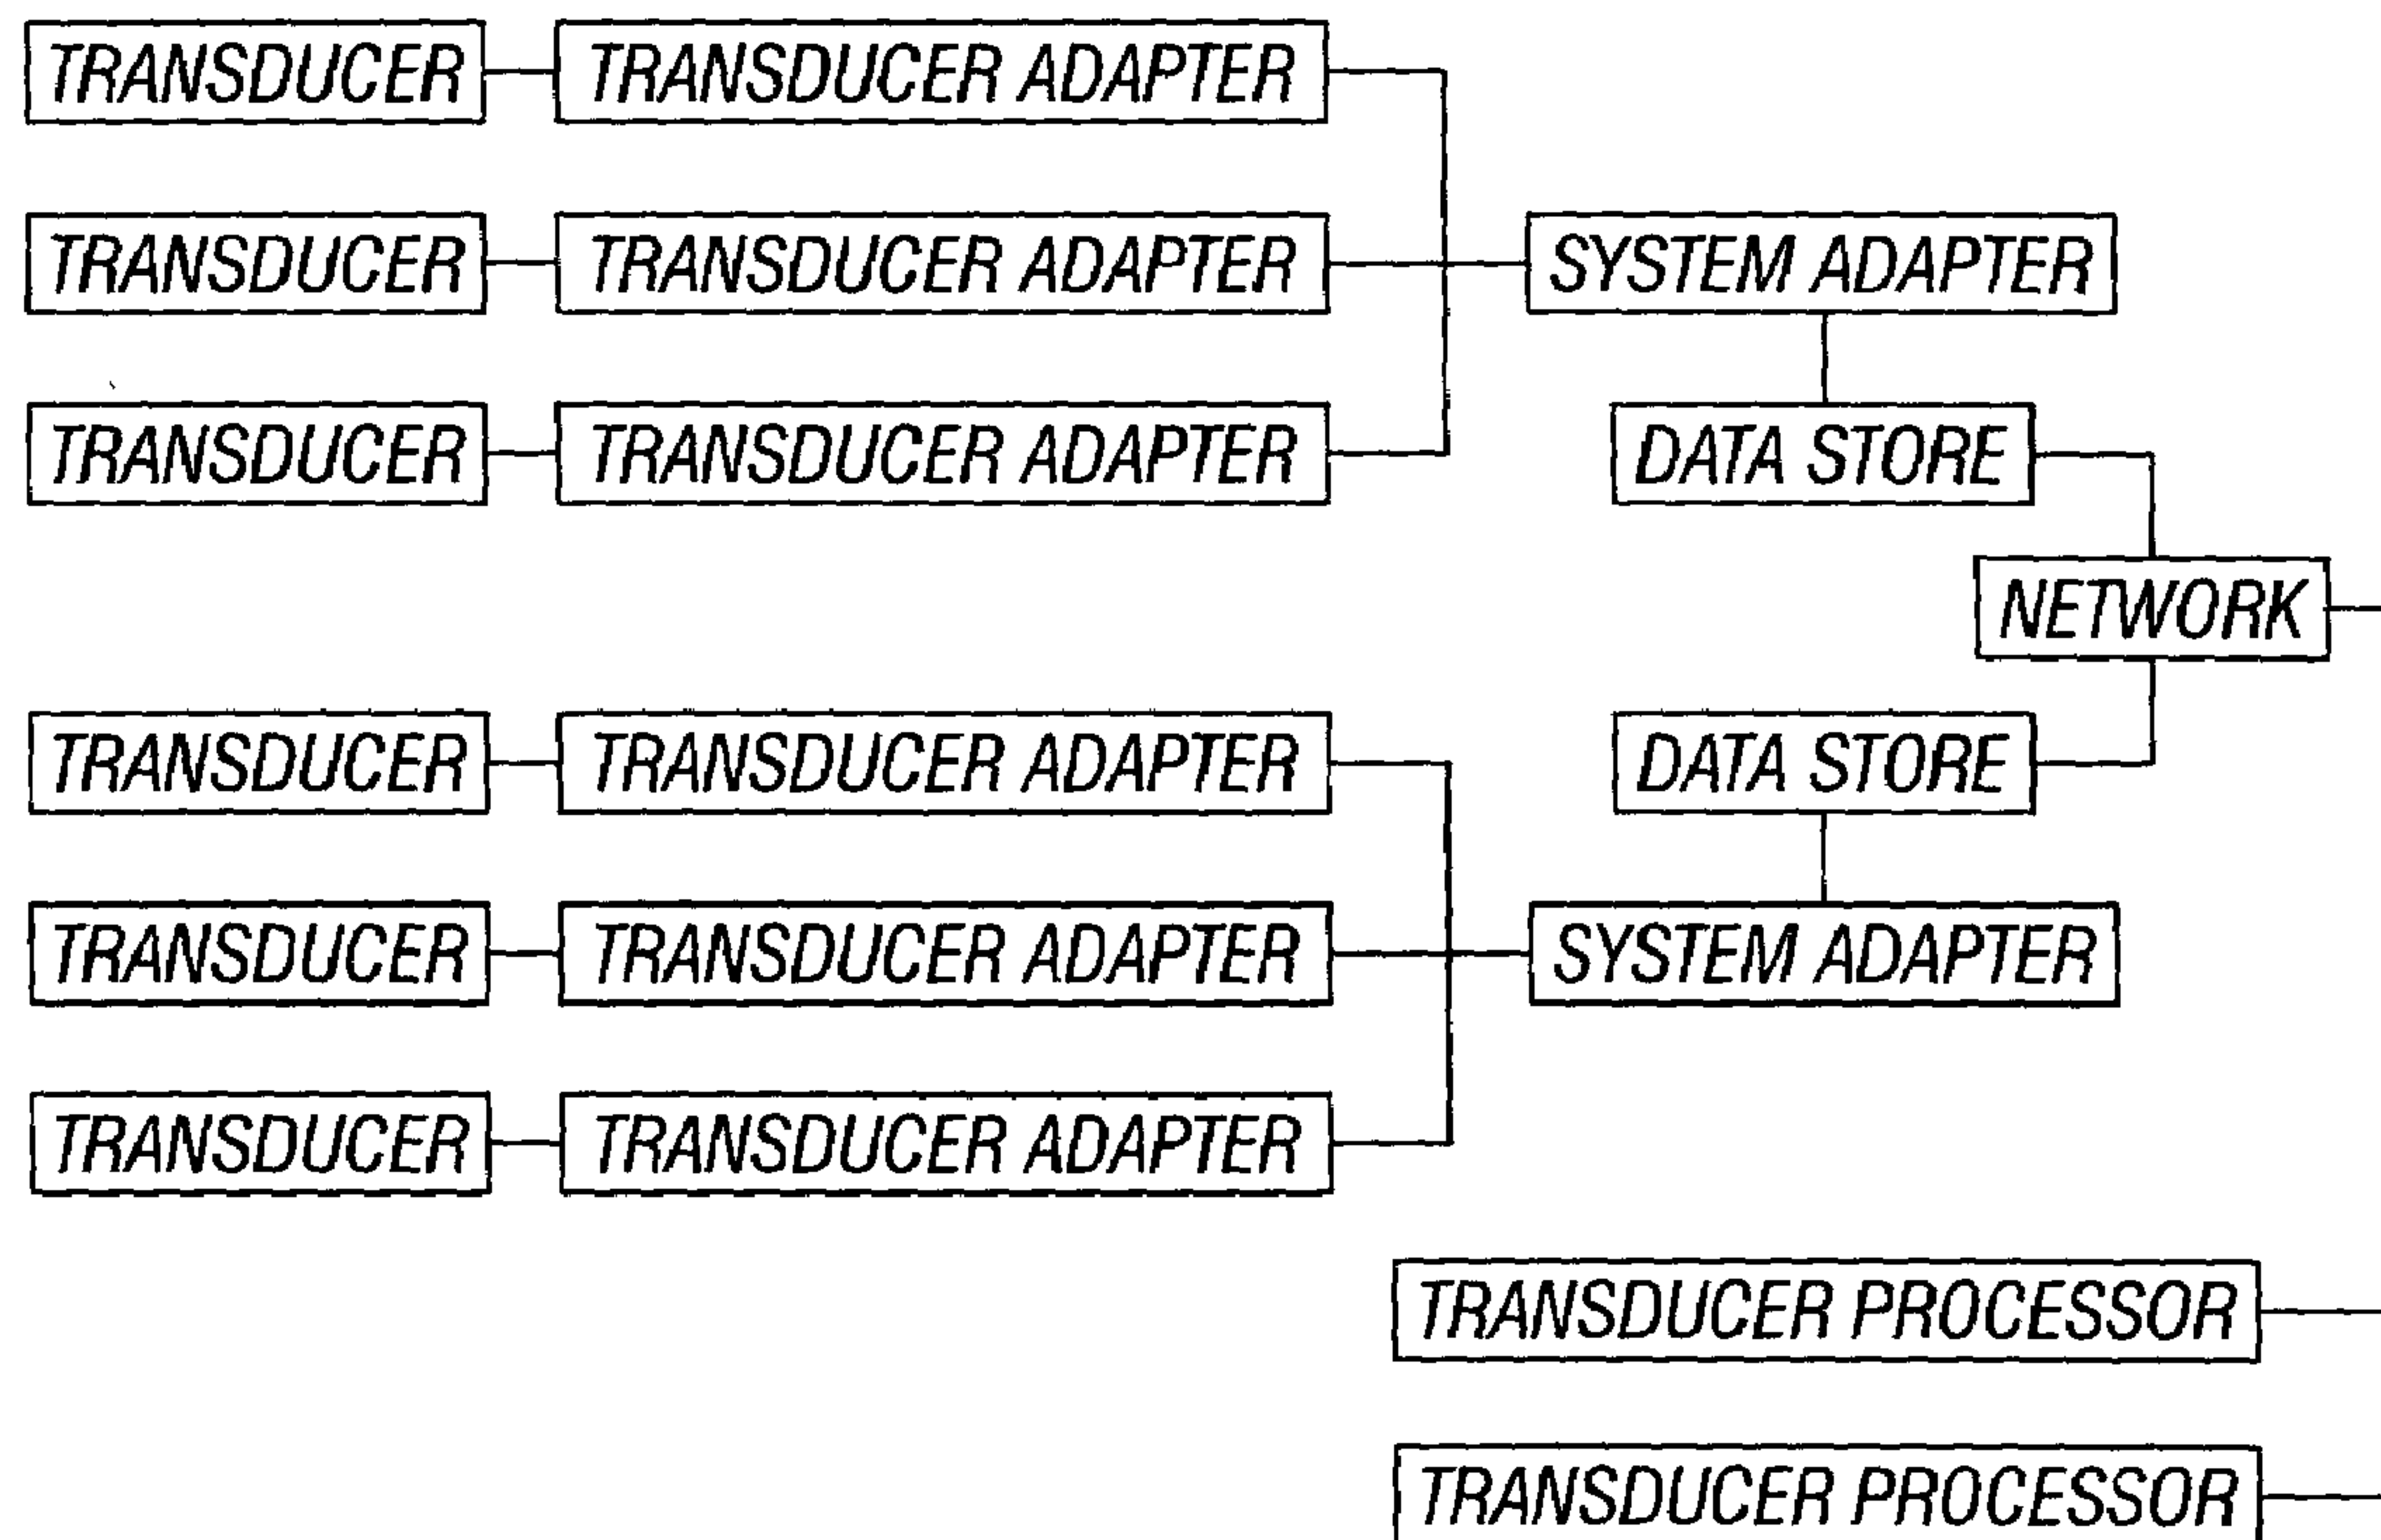 TRANSDUCER
TRANSDUCER ADAPTER
TRANSDUCER
TRANSDUCER ADAPTER
SYSTEM ADAPTER
TRANSDUCER
TRANSDUCER ADAPTER
DATA STORE
NETWORK
TRANSDUCER
TRANSDUCER ADAPTER
DATA STORE
TRANSDUCER
TRANSDUCER ADAPTER
SYSTEM ADAPTER
TRANSDUCER
TRANSDUCER ADAPTER
TRANSDUCER PROCESSOR
TRANSDUCER PROCESSOR